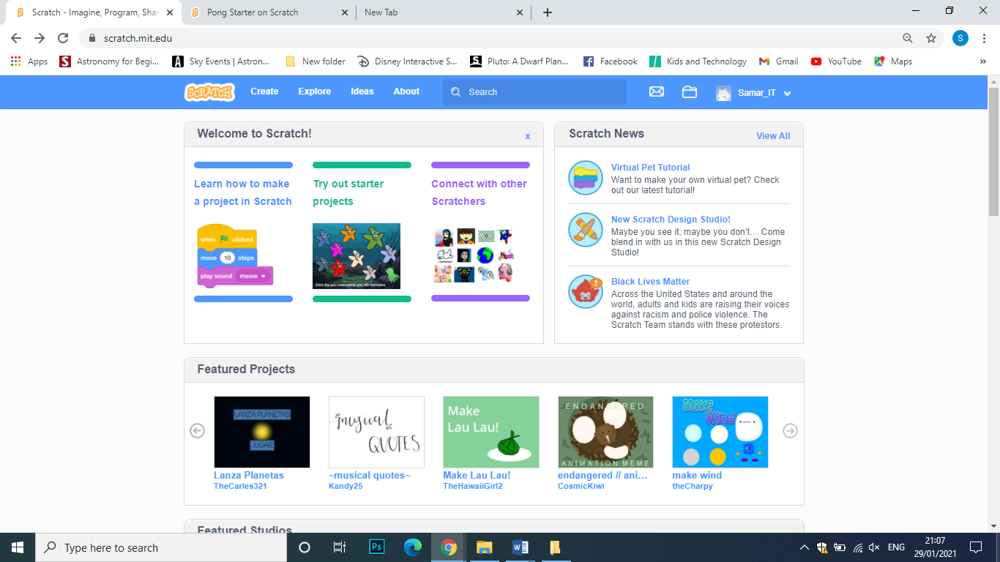 Scratch - Imagine, Program, Shar
Pong Starter on Scratch
New Tab
scratch.mit.edu
S
Apps
Astronomy for Begi...
Sky Events | Astron...
New folder
Disney Interactive S...
Pluto: A Dwarf Plan...
Facebook
Kids and Technology
Gmail
YouTube
Maps
»
SCRATCH
Create
Explore
Ideas
About
Search
Samar_IT
Welcome to Scratch!
x
Learn how to make
a project in Scratch
when clicked
move 10 steps
play sound meow
Try out starter
projects
Click the sea creatures to play the orchestra
Connect with other
Scratchers
Scratch News
View All
Virtual Pet Tutorial
Want to make your own virtual pet? Check
out our latest tutorial!
New Scratch Design Studio!
Maybe you see it; maybe you don't… Come
blend in with us in this new Scratch Design
Studio!
Black Lives Matter
Across the United States and around the
world, adults and kids are raising their voices
against racism and police violence. The
Scratch Team stands with these protestors.
Featured Projects
LANZA PLANETAS
JUGAR
Lanza Planetas
TheCarles321
musical
QUOTES
~musical quotes~
Kandy25
Make
Lau Lau!
Make Lau Lau!
TheHawaiiGirl2
ENDANGERED
ANIMATION MEME
endangered // ani...
CosmicKiwi
Make
Wind
make wind
theCharpy
Featured Studios
Type here to search
Ps
W
ENG
21:07
29/01/2021